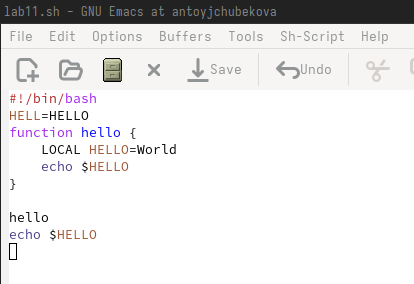 lab11.sh - GNU Emacs at antoyjchubekova
File Edit Options Buffers Tools Sh-Script Help
Save Undo
#!/bin/bash
HELL=HELLO
function hello {
    LOCAL HELLO=World
    echo $HELLO
}
hello
echo $HELLO